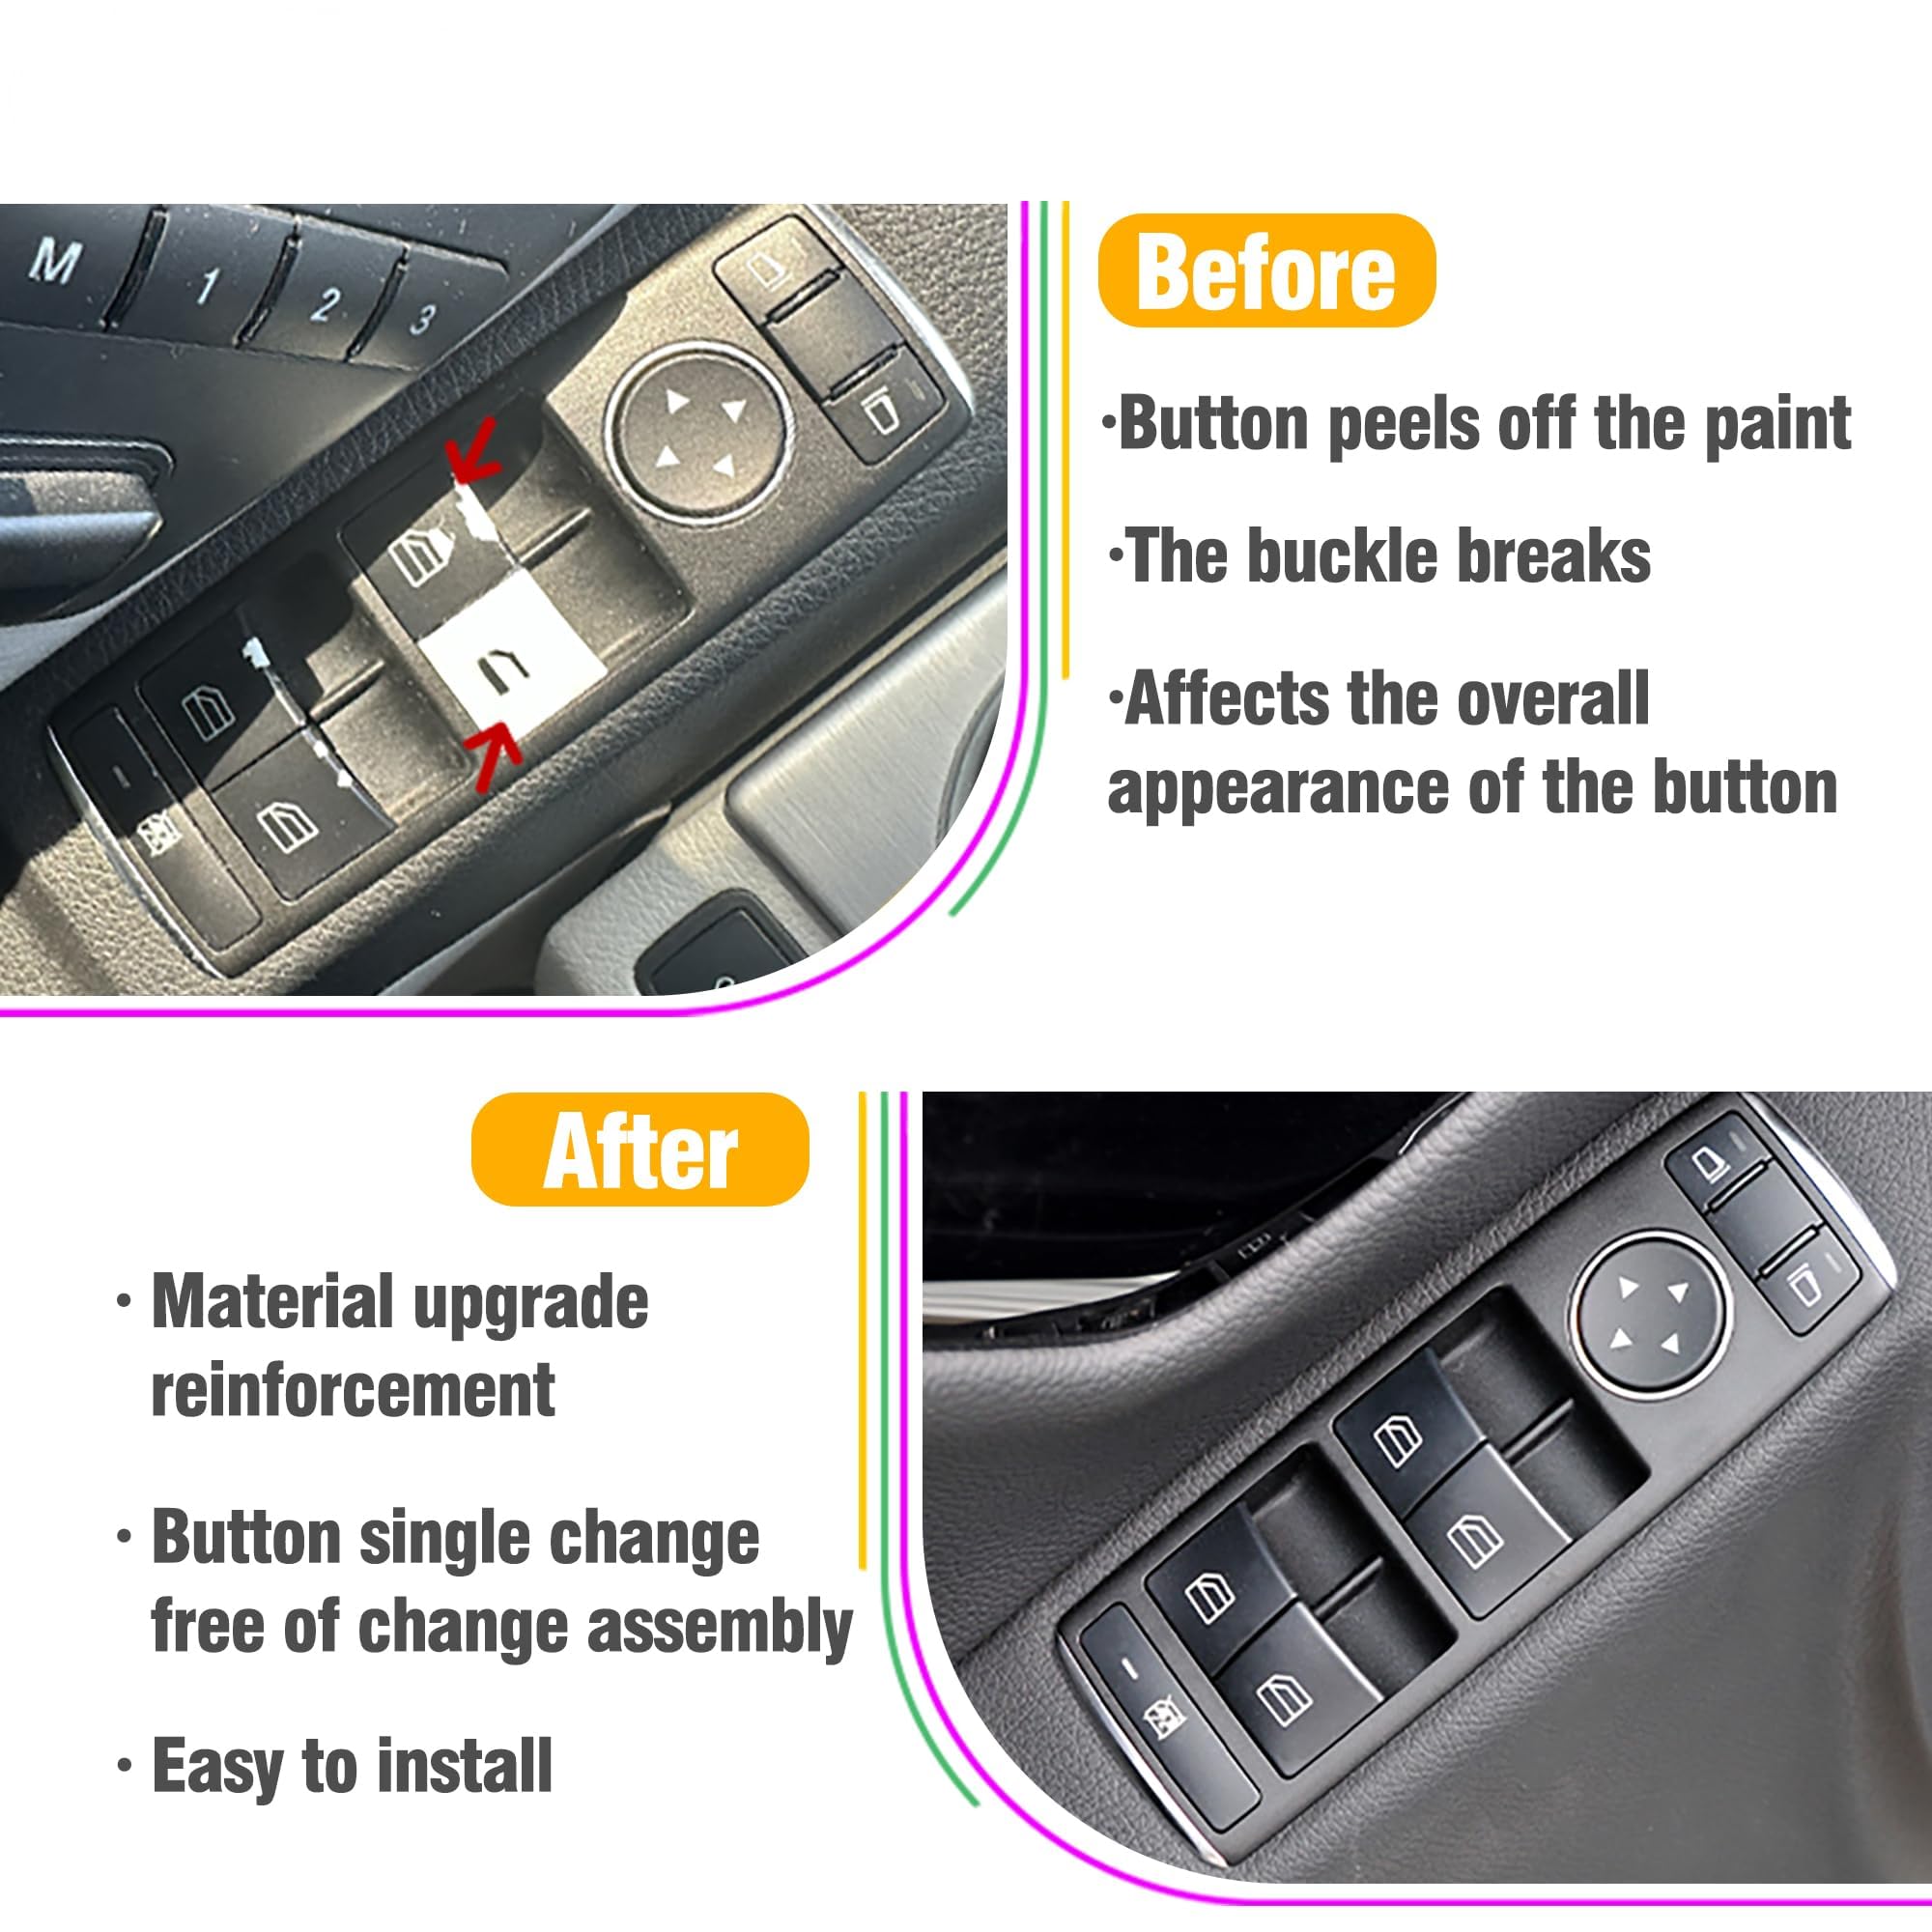 M
1
2
3
Before
·Button peels off the paint
·The buckle breaks
·Affects the overall
appearance of the button
After
· Material upgrade
reinforcement
· Button single change
free of change assembly
· Easy to install